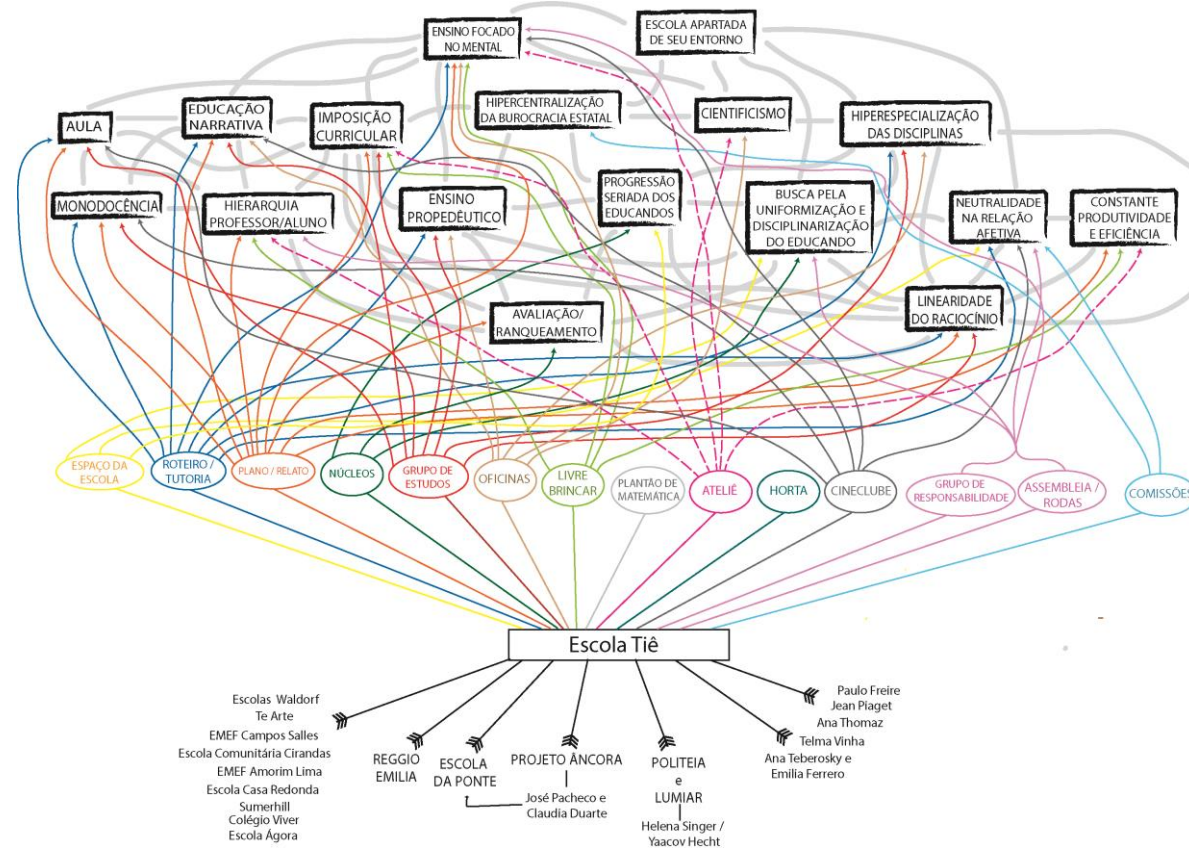 ENSINO FOCADO
NO MENTAL
ESCOLA APARTADA
DE SEU ENTORNO
AULA
EDUCAÇÃO
NARRATIVA
IMPOSIÇÃO
CURRICULAR
HIPERCENTRALIZAÇÃO
DA BUROCRACIA ESTATAL
CIENTIFICISMO
HIPERESPECIALIZAÇÃO
DAS DISCIPLINAS
MONODOCÊNCIA
HIERARQUIA
PROFESSOR/ALUNO
ENSINO
PROPEDÊUTICO
PROGRESSÃO
SERIADA DOS
EDUCANDOS
BUSCA PELA
UNIFORMIZAÇÃO E
DISCIPLINARIZAÇÃO
DO EDUCANDO
NEUTRALIDADE
NA RELAÇÃO
AFETIVA
CONSTANTE
PRODUTIVIDADE
E EFICIÊNCIA
AVALIAÇÃO/
RANQUEAMENTO
LINEARIDADE
DO RACIOCÍNIO
ESPAÇO DA
ESCOLA
ROTEIRO /
TUTORIA
PLANO / RELATO
NÚCLEOS
GRUPO DE
ESTUDOS
OFICINAS
LIVRE
BRINCAR
PLANTÃO DE
MATEMÁTICA
ATELIÊ
HORTA
CINECLUBE
GRUPO DE
RESPONSABILIDADE
ASSEMBLEIA /
RODAS
COMISSÕES
Escola Tiê
Escolas Waldorf
Te Arte
EMEF Campos Salles
Escola Comunitária Cirandas
EMEF Amorim Lima
Escola Casa Redonda
Sumerhill
Colégio Viver
Escola Ágora
REGGIO
EMILIA
ESCOLA
DA PONTE
PROJETO ÂNCORA
José Pacheco e
Claudia Duarte
POLITEIA
e
LUMIAR
Helena Singer /
Yaacov Hecht
Paulo Freire
Jean Piaget
Ana Thomaz
Telma Vinha
Ana Teberosky e
Emilia Ferrero